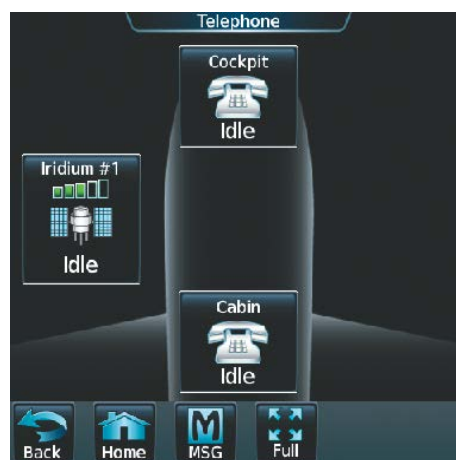 Telephone
Cockpit
Idle
Iridium #1
Idle
Cabin
Idle
Back
Home
MSG
Full